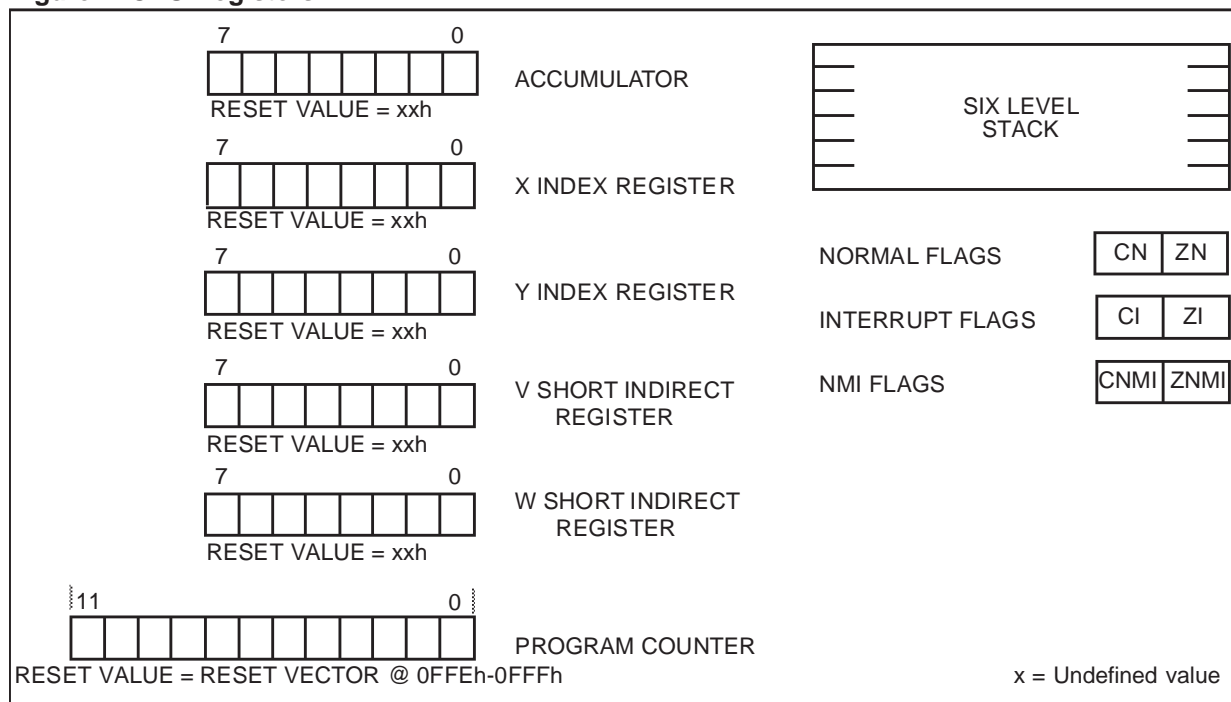 7 0
ACCUMULATOR
RESET VALUE = xxh
7 0
X INDEX REGISTER
RESET VALUE = xxh
7 0
Y INDEX REGISTER
RESET VALUE = xxh
7 0
V SHORT INDIRECT
REGISTER
RESET VALUE = xxh
7 0
W SHORT INDIRECT
REGISTER
RESET VALUE = xxh
11 0
PROGRAM COUNTER
RESET VALUE = RESET VECTOR @ 0FFEh-0FFFh
SIX LEVEL
STACK
NORMAL FLAGS CN ZN
INTERRUPT FLAGS CI ZI
NMI FLAGS CNMI ZNMI
x = Undefined value